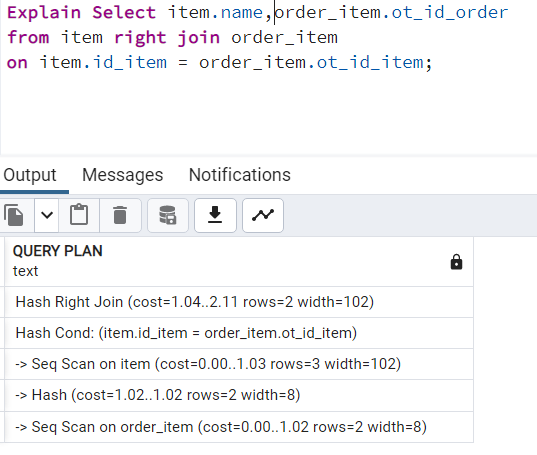 Explain Select item.name,order_item.ot_id_order
from item right join order_item
on item.id_item = order_item.ot_id_item;
Output Messages Notifications
QUERY PLAN
text
Hash Right Join (cost=1.04..2.11 rows=2 width=102)
Hash Cond: (item.id_item = order_item.ot_id_item)
-> Seq Scan on item (cost=0.00..1.03 rows=3 width=102)
-> Hash (cost=1.02..1.02 rows=2 width=8)
-> Seq Scan on order_item (cost=0.00..1.02 rows=2 width=8)